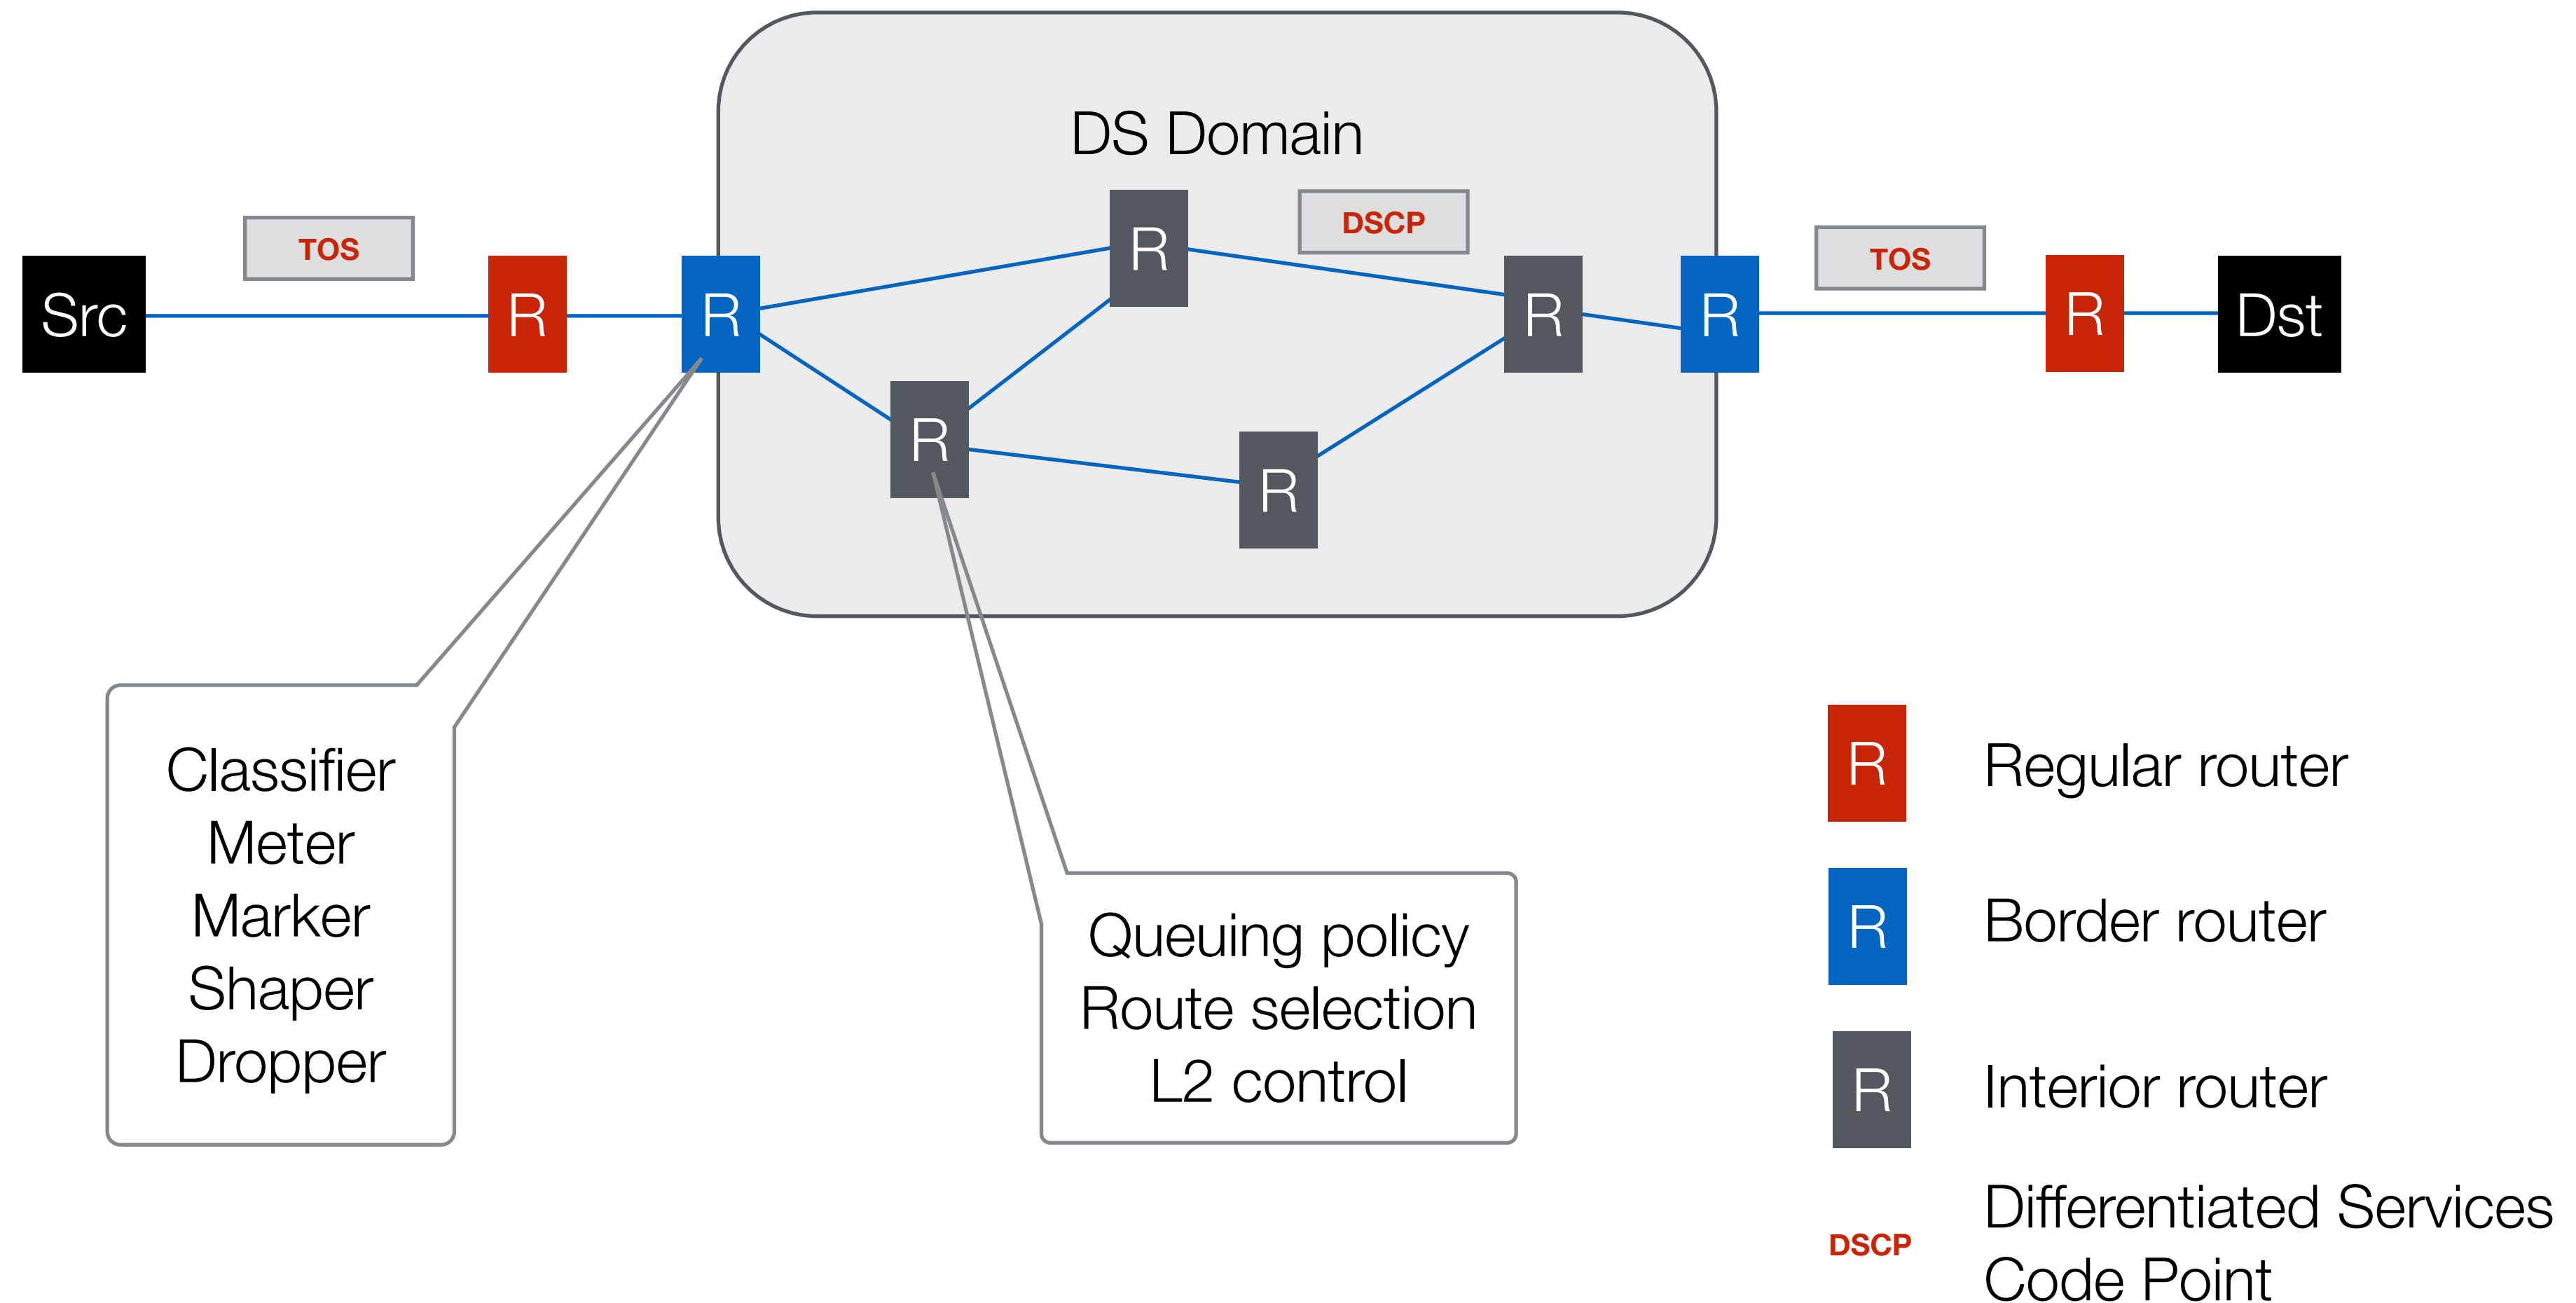 DS Domain
TOS
DSCP
TOS
Src
R
R
R
R
R
R
R
R
Dst
Classifier
Meter
Marker
Shaper
Dropper
Queuing policy
Route selection
L2 control
R Regular router
R Border router
R Interior router
DSCP Differentiated Services
Code Point